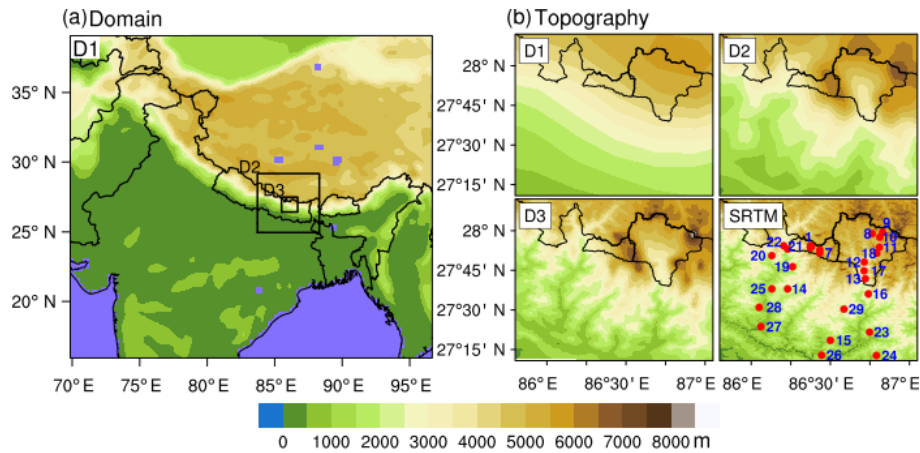 (a) Domain
(b) Topography
D1
35° N
30° N
25° N
20° N
D2
D3
70° E
75° E
80° E
85° E
90° E
95° E
D1
D2
28° N
27°45' N
27°30' N
27°15' N
D3
SRTM
28° N
27°45' N
27°30' N
27°15' N
9
8
10
1
22
21
7
11
18
20
12
19
17
13
25
14
16
28
29
27
23
15
26
24
86° E
86°30' E
87° E
86° E
86°30' E
87° E
0 1000 2000 3000 4000 5000 6000 7000 8000 m